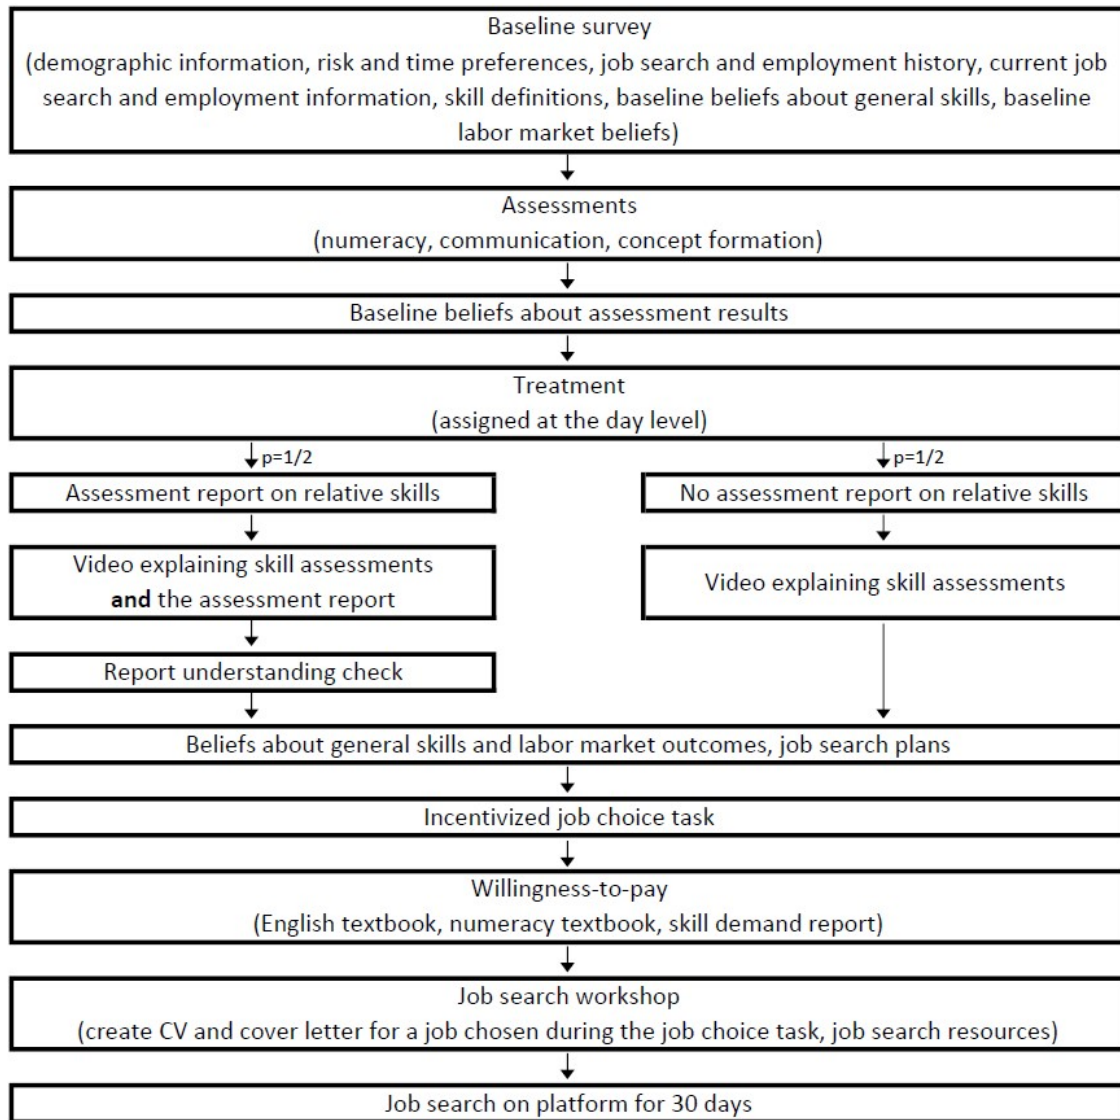 Baseline survey
(demographic information, risk and time preferences, job search and employment history, current job
search and employment information, skill definitions, baseline beliefs about general skills, baseline
labor market beliefs)
Assessments
(numeracy, communication, concept formation)
Baseline beliefs about assessment results
Treatment
(assigned at the day level)
p=1/2
p=1/2
Assessment report on relative skills
No assessment report on relative skills
Video explaining skill assessments
and the assessment report
Video explaining skill assessments
Report understanding check
Beliefs about general skills and labor market outcomes, job search plans
Incentivized job choice task
Willingness-to-pay
(English textbook, numeracy textbook, skill demand report)
Job search workshop
(create CV and cover letter for a job chosen during the job choice task, job search resources)
Job search on platform for 30 days